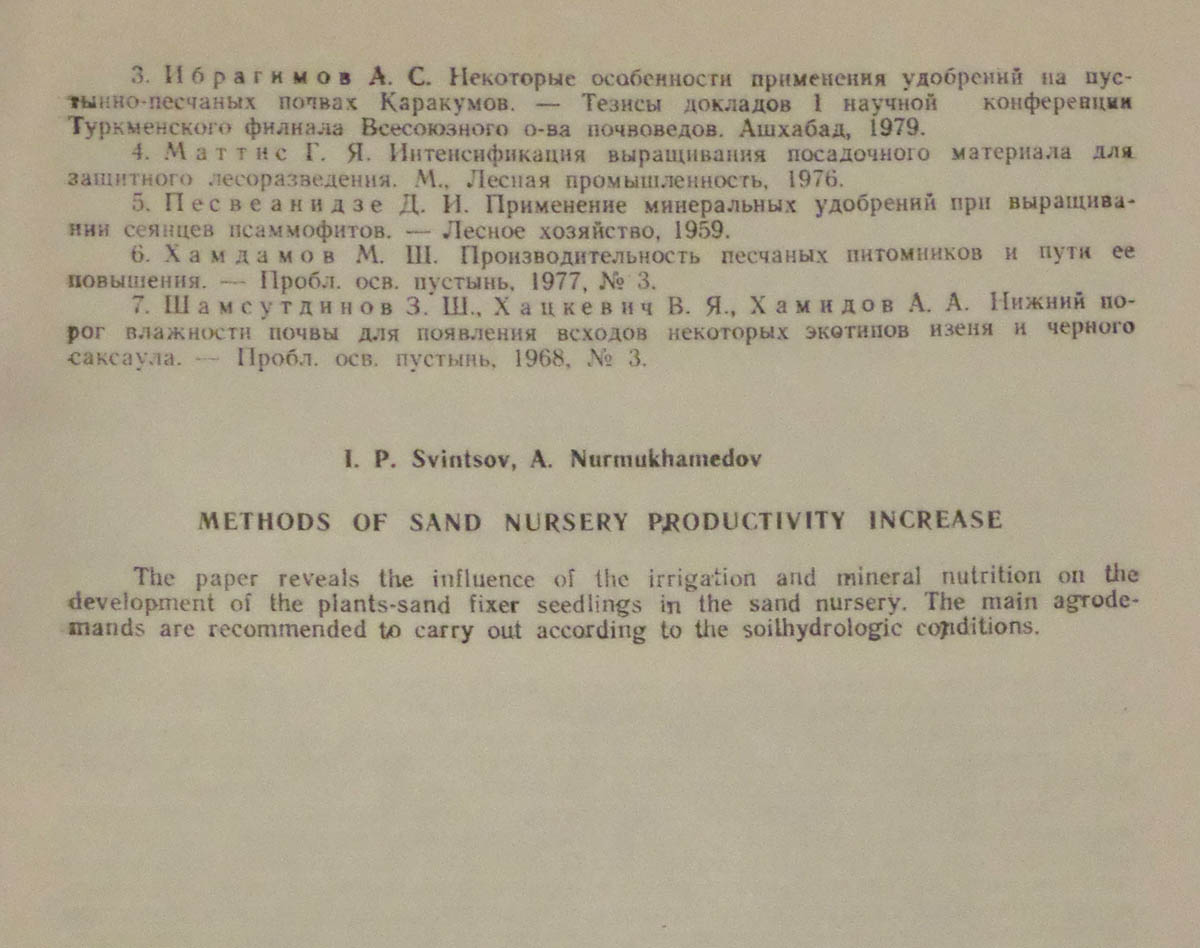 3. Ибрагимов А. С. Некоторые особенности применения удобрений на пус-
тынно-песчаных почвах Каракумов. — Тезисы докладов I научной конференции
Туркменского филиала Всесоюзного о-ва почвоведов. Ашхабад, 1979.
4. Маттис Г. Я. Интенсификация выращивания посадочного материала для
защитного лесоразведения. М., Лесная промышленность, 1976.
5. Песвеанидзе Д. И. Применение минеральных удобрений при выращива-
нии сеянцев псаммофитов. — Лесное хозяйство, 1959.
6. Хамдамов М. Ш. Производительность песчаных питомников и пути ее
повышения. — Пробл. осв. пустынь, 1977, № 3.
7. Шамсутдинов З. Ш., Хацкевич В. Я., Хамидов А. А. Нижний по-
рог влажности почвы для появления всходов некоторых экотипов изеня и черного
саксаула. — Пробл. осв. пустынь, 1968, № 3.
I. P. Svintsov, A. Nurmukhamedov
METHODS OF SAND NURSERY PRODUCTIVITY INCREASE
The paper reveals the influence of the irrigation and mineral nutrition on the
development of the plants-sand fixer seedlings in the sand nursery. The main agrode-
mands are recommended to carry out according to the soilhydrologic conditions.